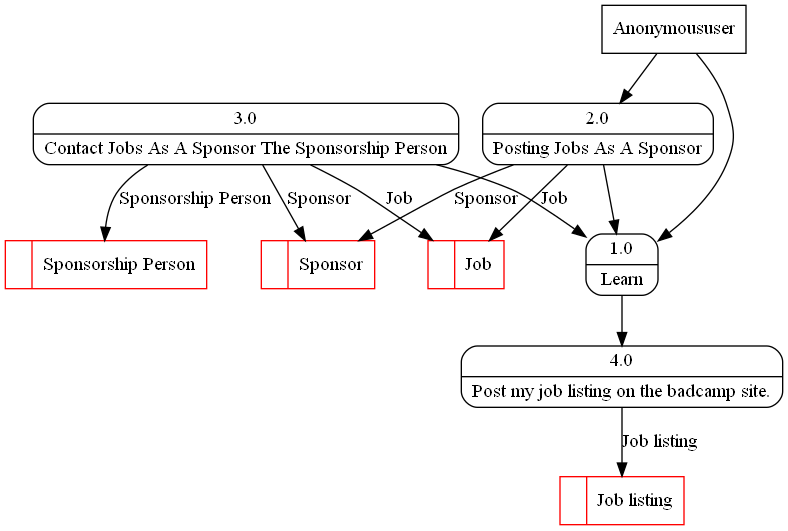 Anonymoususer
3.0
Contact Jobs As A Sponsor The Sponsorship Person
2.0
Posting Jobs As A Sponsor
Sponsorship Person
Sponsor
Job
Sponsor
Job
Sponsorship Person
Sponsor
Job
1.0
Learn
4.0
Post my job listing on the badcamp site.
Job listing
Job listing